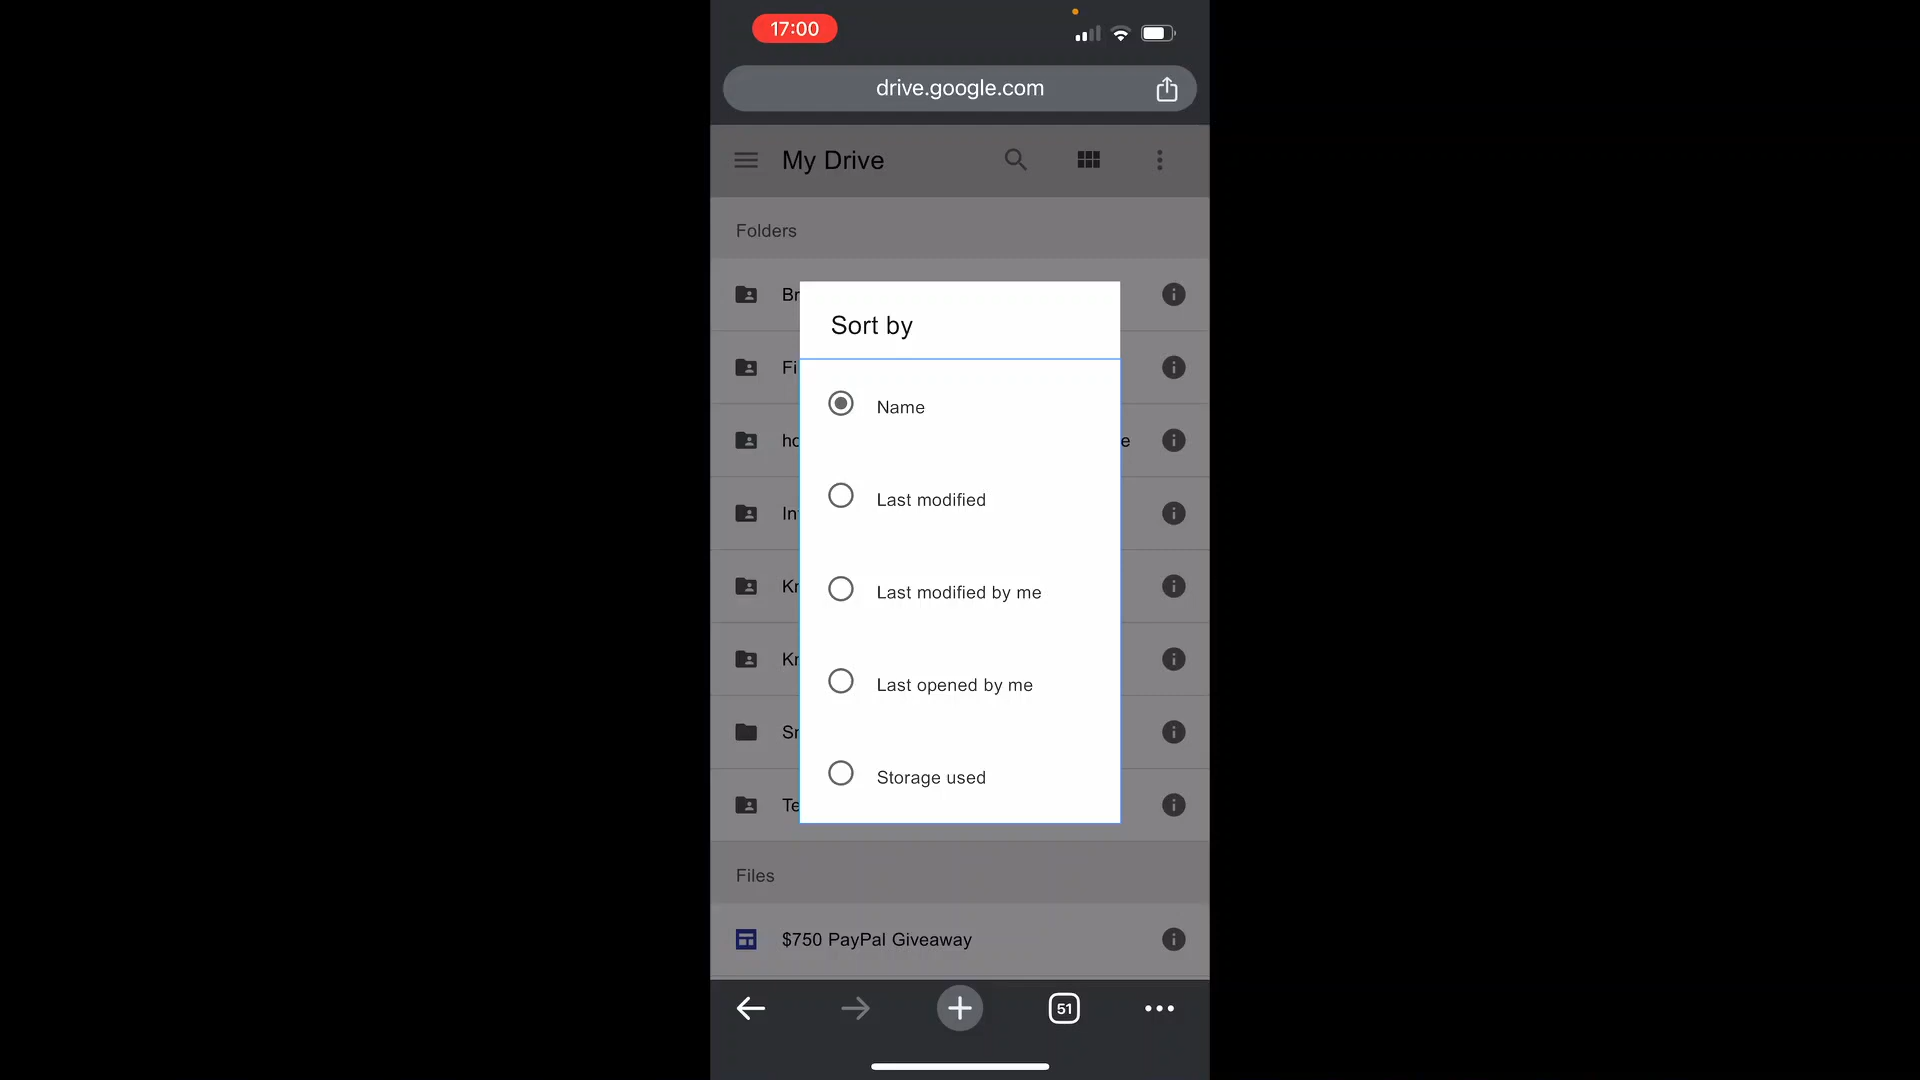 17:00
drive.google.com
My Drive
Folders
Sort by
Name
Last modified
Last modified by me
Last opened by me
Storage used
Files
$750 PayPal Giveaway
51